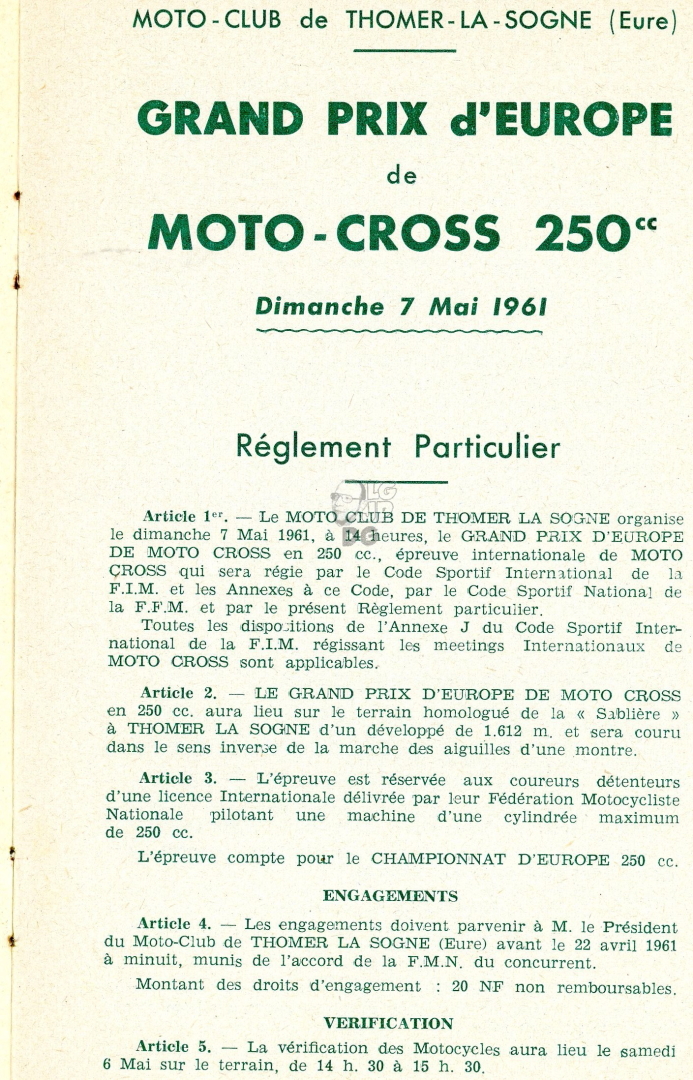 MOTO-CLUB de THOMER-LA-SOGNE (Eure)
GRAND PRIX d'EUROPE
de
MOTO-CROSS 250cc
Dimanche 7 Mai 1961
Réglement Particulier
LG
AIR
DG
Article 1er. — Le MOTO CLUB DE THOMER LA SOGNE organise
le dimanche 7 Mai 1961, à 14 heures, le GRAND PRIX D'EUROPE
DE MOTO CROSS en 250 cc., épreuve internationale de MOTO
CROSS qui sera régie par le Code Sportif International de la
F.I.M. et les Annexes à ce Code, par le Code Sportif National de
la F.F.M. et par le présent Règlement particulier.
Toutes les dispositions de l'Annexe J du Code Sportif Inter-
national de la F.I.M. régissant les meetings Internationaux de
MOTO CROSS sont applicables.
Article 2. — LE GRAND PRIX D'EUROPE DE MOTO CROSS
en 250 cc. aura lieu sur le terrain homologué de la « Sablière »
à THOMER LA SOGNE d'un développé de 1.612 m. et sera couru
dans le sens inverse de la marche des aiguilles d'une montre.
Article 3. — L'épreuve est réservée aux coureurs détenteurs
d'une licence Internationale délivrée par leur Fédération Motocycliste
Nationale pilotant une machine d'une cylindrée maximum
de 250 cc.
L'épreuve compte pour le CHAMPIONNAT D'EUROPE 250 cc.
ENGAGEMENTS
Article 4. — Les engagements doivent parvenir à M. le Président
du Moto-Club de THOMER LA SOGNE (Eure) avant le 22 avril 1961
à minuit, munis de l'accord de la F.M.N. du concurrent.
Montant des droits d'engagement : 20 NF non remboursables.
VERIFICATION
Article 5. — La vérification des Motocycles aura lieu le samedi
6 Mai sur le terrain, de 14 h. 30 à 15 h. 30.